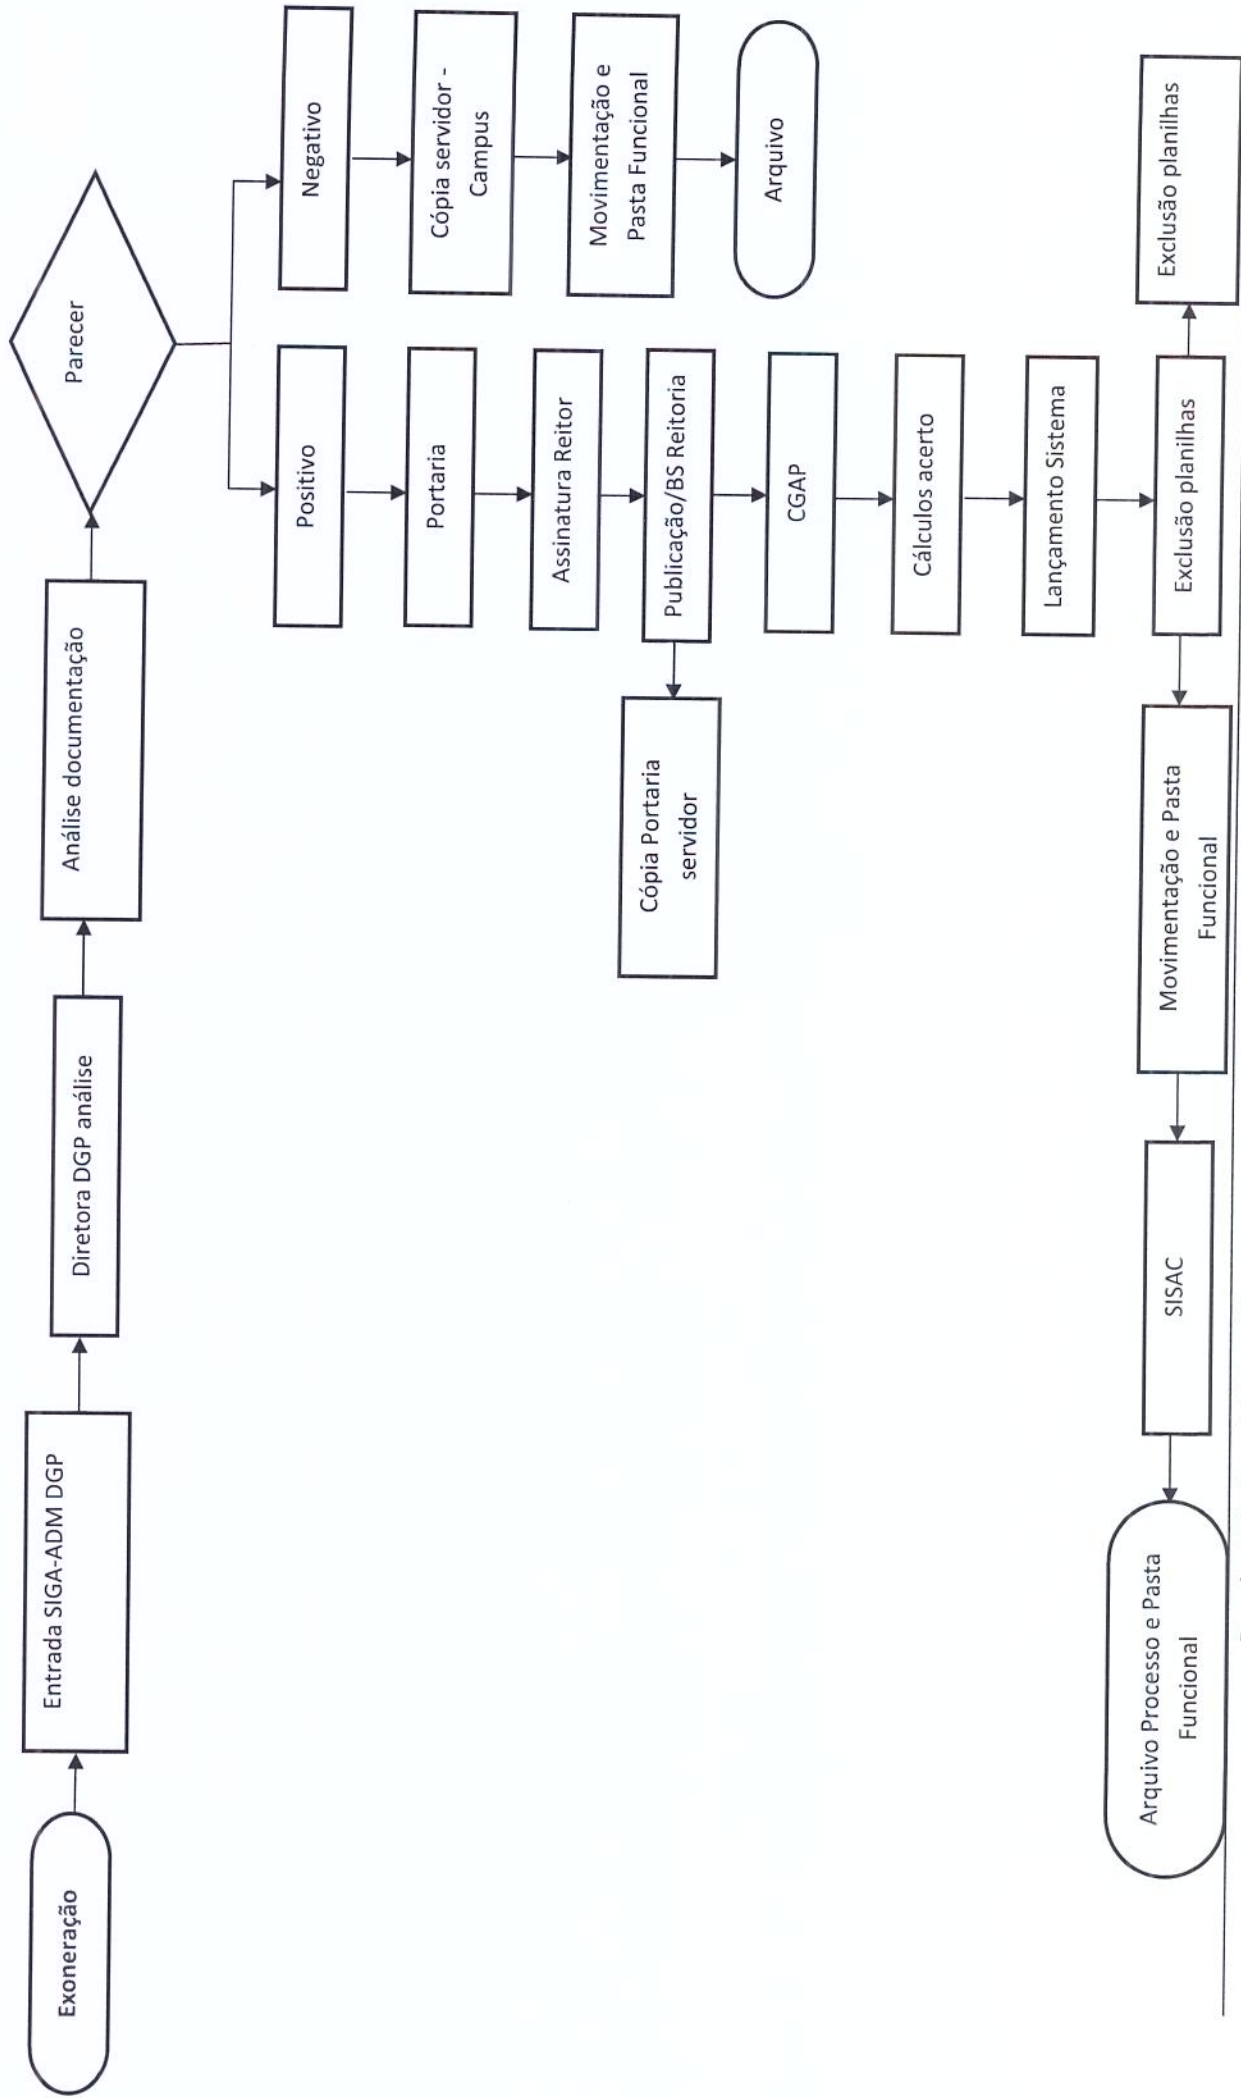 Exoneração
Entrada SIGA-ADM DGP
Diretora DGP análise
Análise documentação
Parecer
Negativo
Cópia servidor -
Campus
Movimentação e
Pasta Funcional
Arquivo
Positivo
Portaria
Assinatura Reitor
Publicação/BS Reitoria
Cópia Portaria
servidor
CGAP
Cálculos acerto
Lançamento Sistema
Exclusão planilhas
Exclusão planilhas
Movimentação e Pasta
Funcional
SISAC
Arquivo Processo e Pasta
Funcional